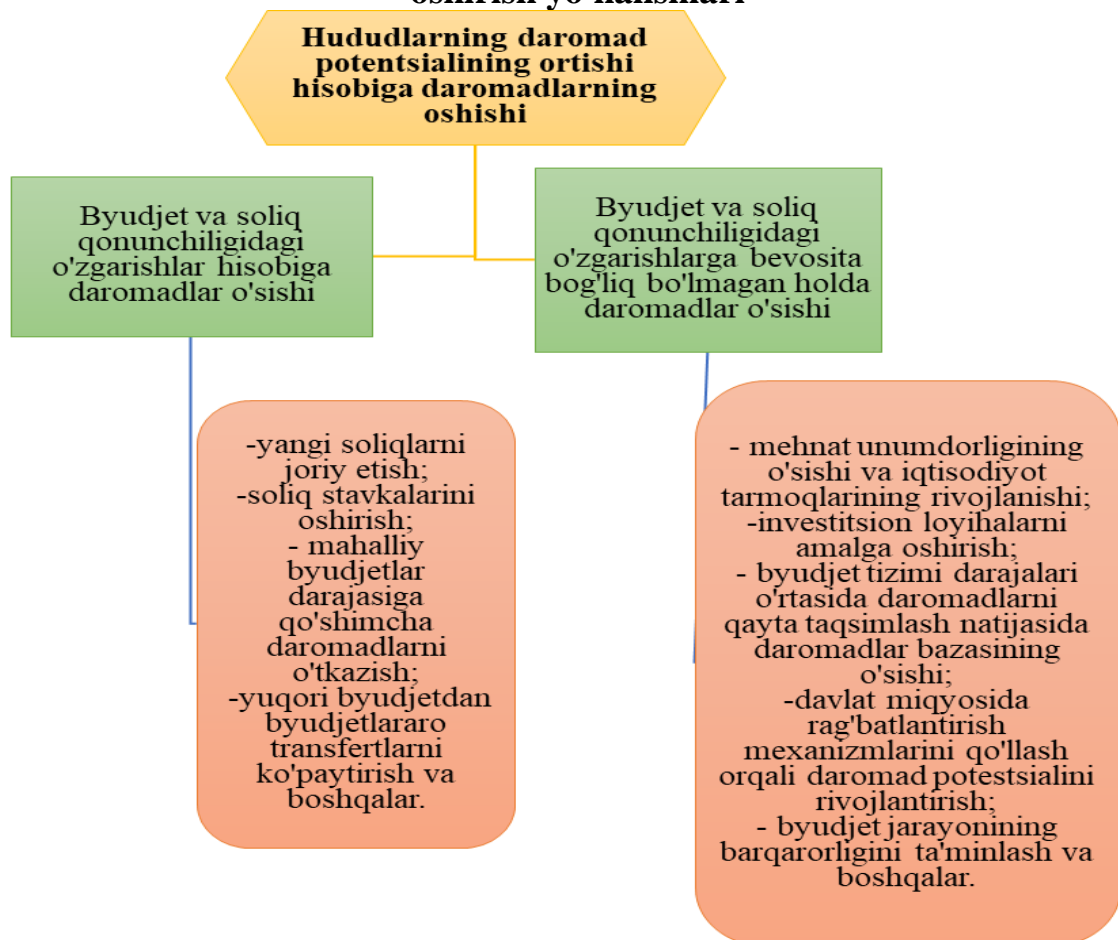 oshirish yo'nalishlari
Hududlarning daromad
potentsialining ortishi
hisobiga daromadlarning
oshishi
Byudjet va soliq
qonunchiligidagi
o'zgarishlar hisobiga
daromadlar o'sishi
Byudjet va soliq
qonunchiligidagi
o'zgarishlarga bevosita
bog'liq bo'lmagan holda
daromadlar o'sishi
-yangi soliqlarni
joriy etish;
-soliq stavkalarini
oshirish;
- mahalliy
byudjetlar
darajasiga
qo'shimcha
daromadlarni
o'tkazish;
-yuqori byudjetdan
byudjetlararo
transfertlarni
ko'paytirish va
boshqalar.
- mehnat unumdorligining
o'sishi va iqtisodiyot
tarmoqlarining rivojlanishi;
-investitsion loyihalarni
amalga oshirish;
- byudjet tizimi darajalari
o'rtasida daromadlarni
qayta taqsimlash natijasida
daromadlar bazasining
o'sishi;
-davlat miqyosida
rag'batlantirish
mexanizmlarini qo'llash
orqali daromad potestsialini
rivojlantirish;
- byudjet jarayonining
barqarorligini ta'minlash va
boshqalar.